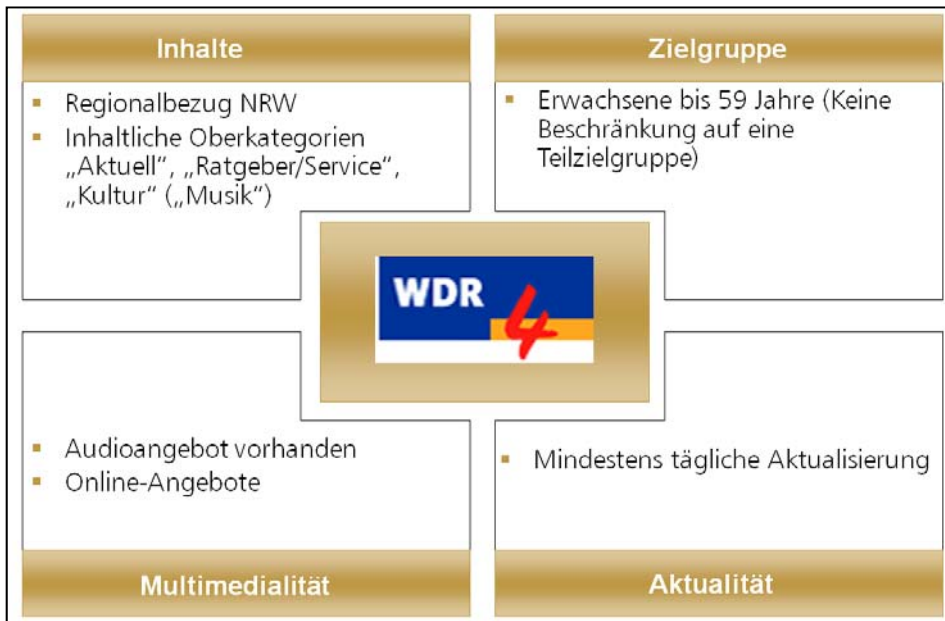 Inhalte
▪ Regionalbezug NRW
▪ Inhaltliche Oberkategorien
„Aktuell“, „Ratgeber/Service“,
„Kultur“ („Musik“)
Zielgruppe
▪ Erwachsene bis 59 Jahre (Keine
Beschränkung auf eine
Teilzielgruppe)
WDR 4
▪ Audioangebot vorhanden
▪ Online-Angebote
Multimedialität
▪ Mindestens tägliche Aktualisierung
Aktualität